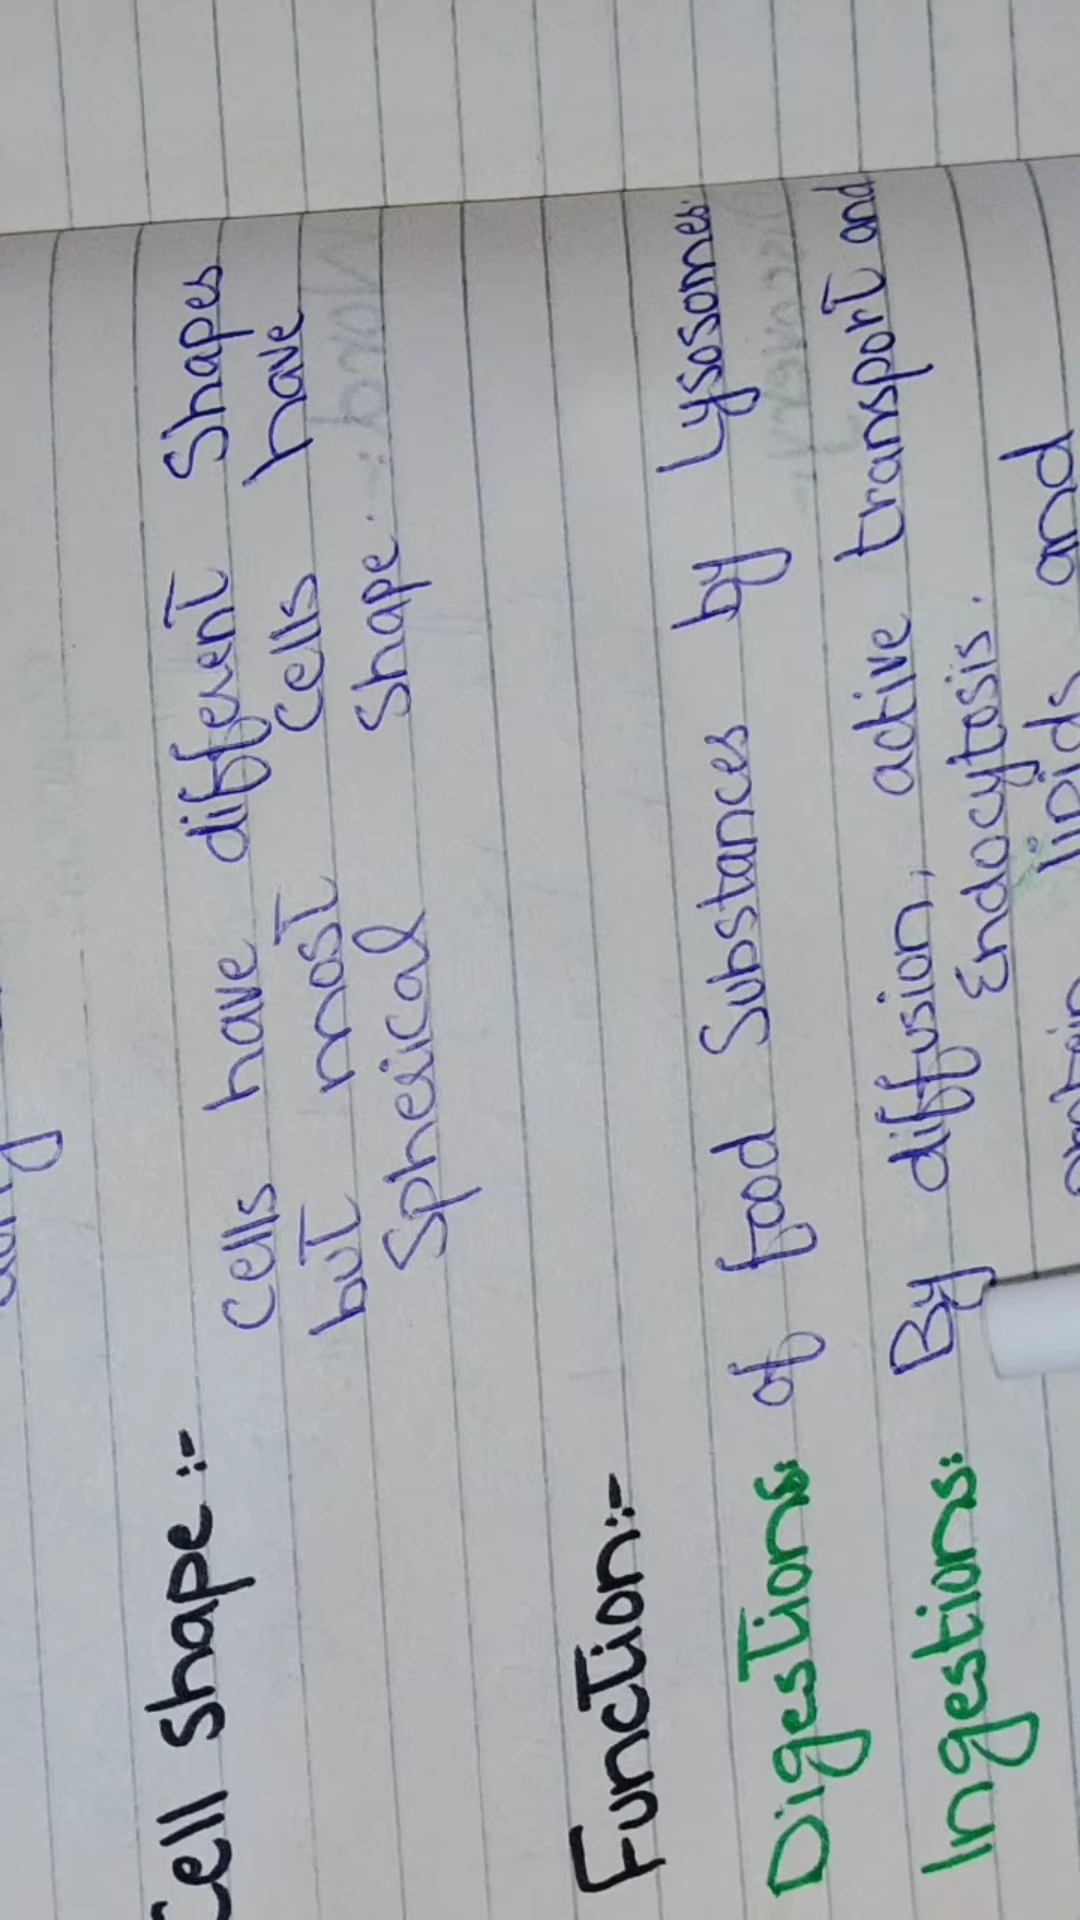 Cell shape :-
Cells have different Shapes
but most Cells have
Spherical Shape.
Function:-
Digestions: of food Substances by Lysosomes.
Ingestions: By diffusion, active transport and
Endocytosis.
lipids and